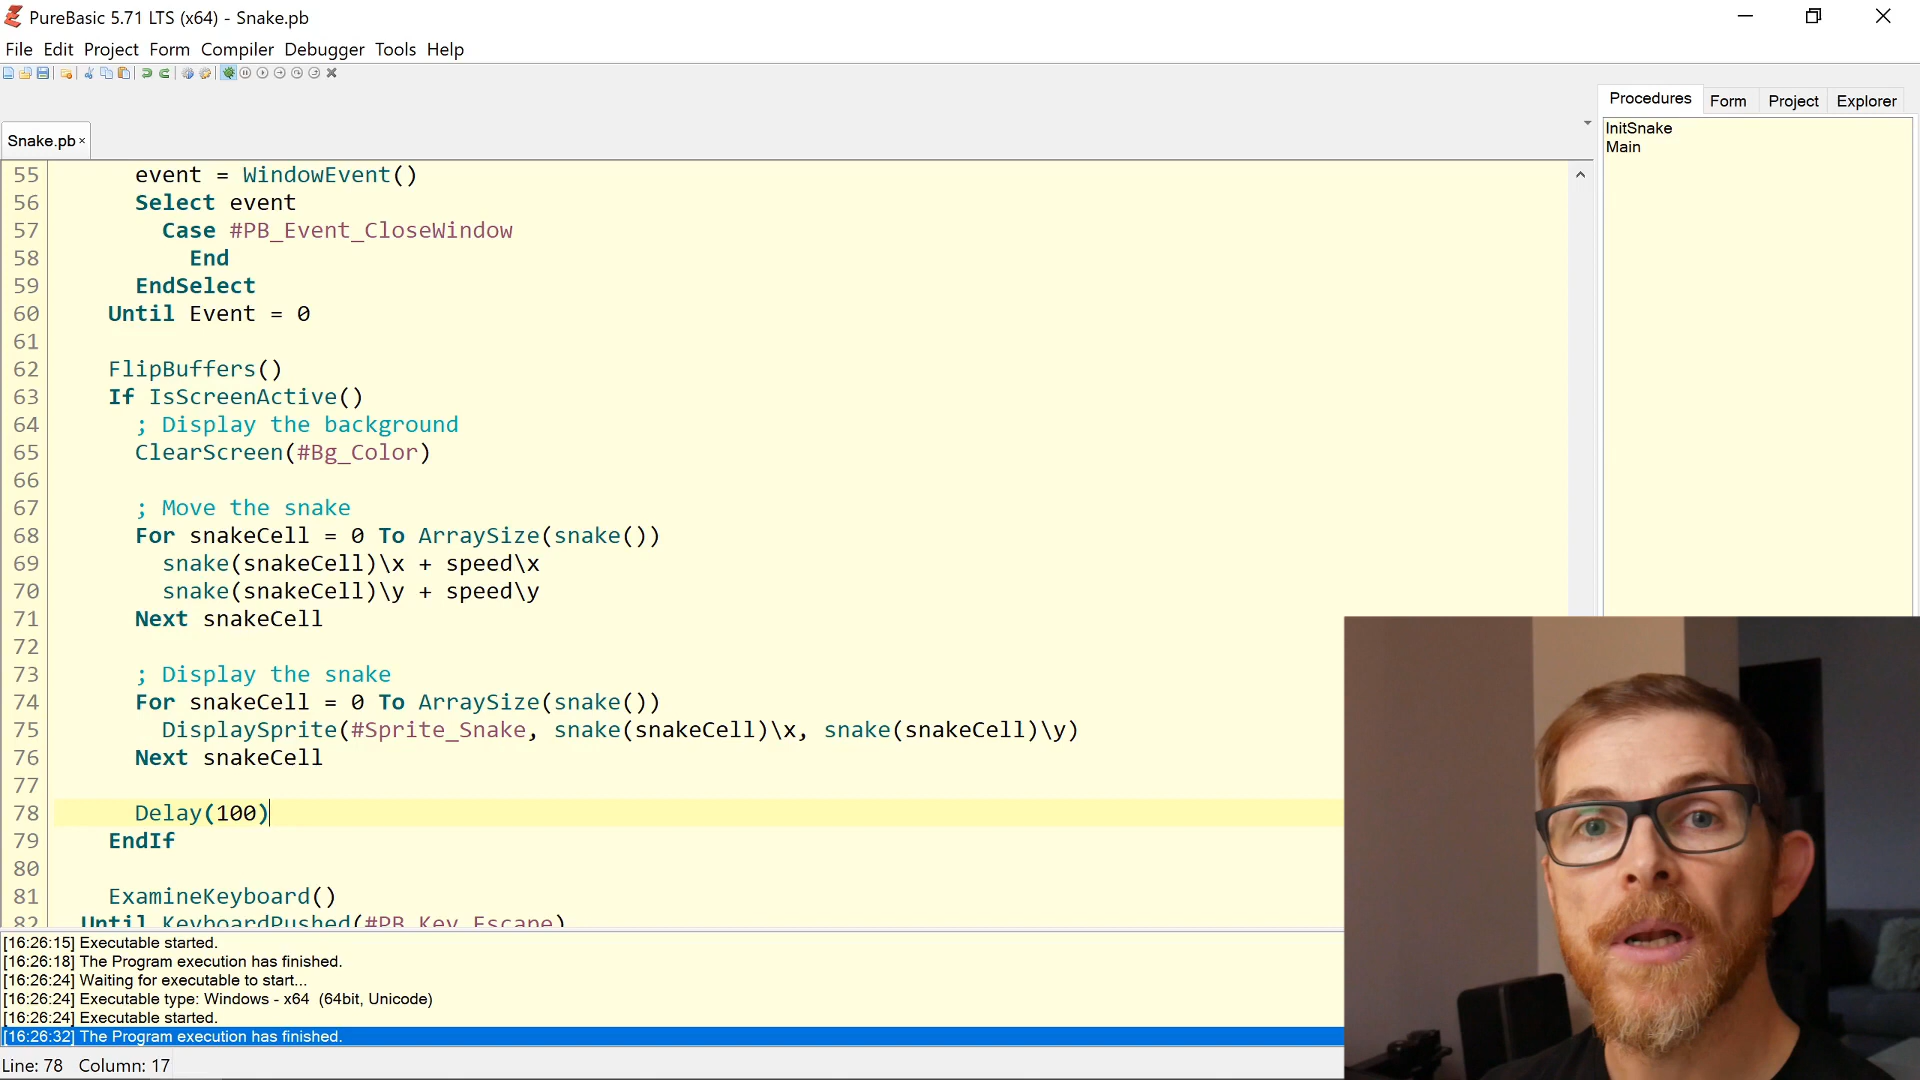 PureBasic 5.71 LTS (x64) - Snake.pb
File Edit Project Form Compiler Debugger Tools Help
Procedures Form Project Explorer
Snake.pb
InitSnake
Main
55 event = WindowEvent()
56 Select event
57 Case #PB_Event_CloseWindow
58 End
59 EndSelect
60 Until Event = 0
61
62 FlipBuffers()
63 If IsScreenActive()
64 ; Display the background
65 ClearScreen(#Bg_Color)
66
67 ; Move the snake
68 For snakeCell = 0 To ArraySize(snake())
69 snake(snakeCell)\x + speed\x
70 snake(snakeCell)\y + speed\y
71 Next snakeCell
72
73 ; Display the snake
74 For snakeCell = 0 To ArraySize(snake())
75 DisplaySprite(#Sprite_Snake, snake(snakeCell)\x, snake(snakeCell)\y)
76 Next snakeCell
77
78 Delay(100)
79 EndIf
80
81 ExamineKeyboard()
82 Until KeyboardPushed(#PB_Key_Escape)
[16:26:15] Executable started.
[16:26:18] The Program execution has finished.
[16:26:24] Waiting for executable to start...
[16:26:24] Executable type: Windows - x64 (64bit, Unicode)
[16:26:24] Executable started.
[16:26:32] The Program execution has finished.
Line: 78 Column: 17